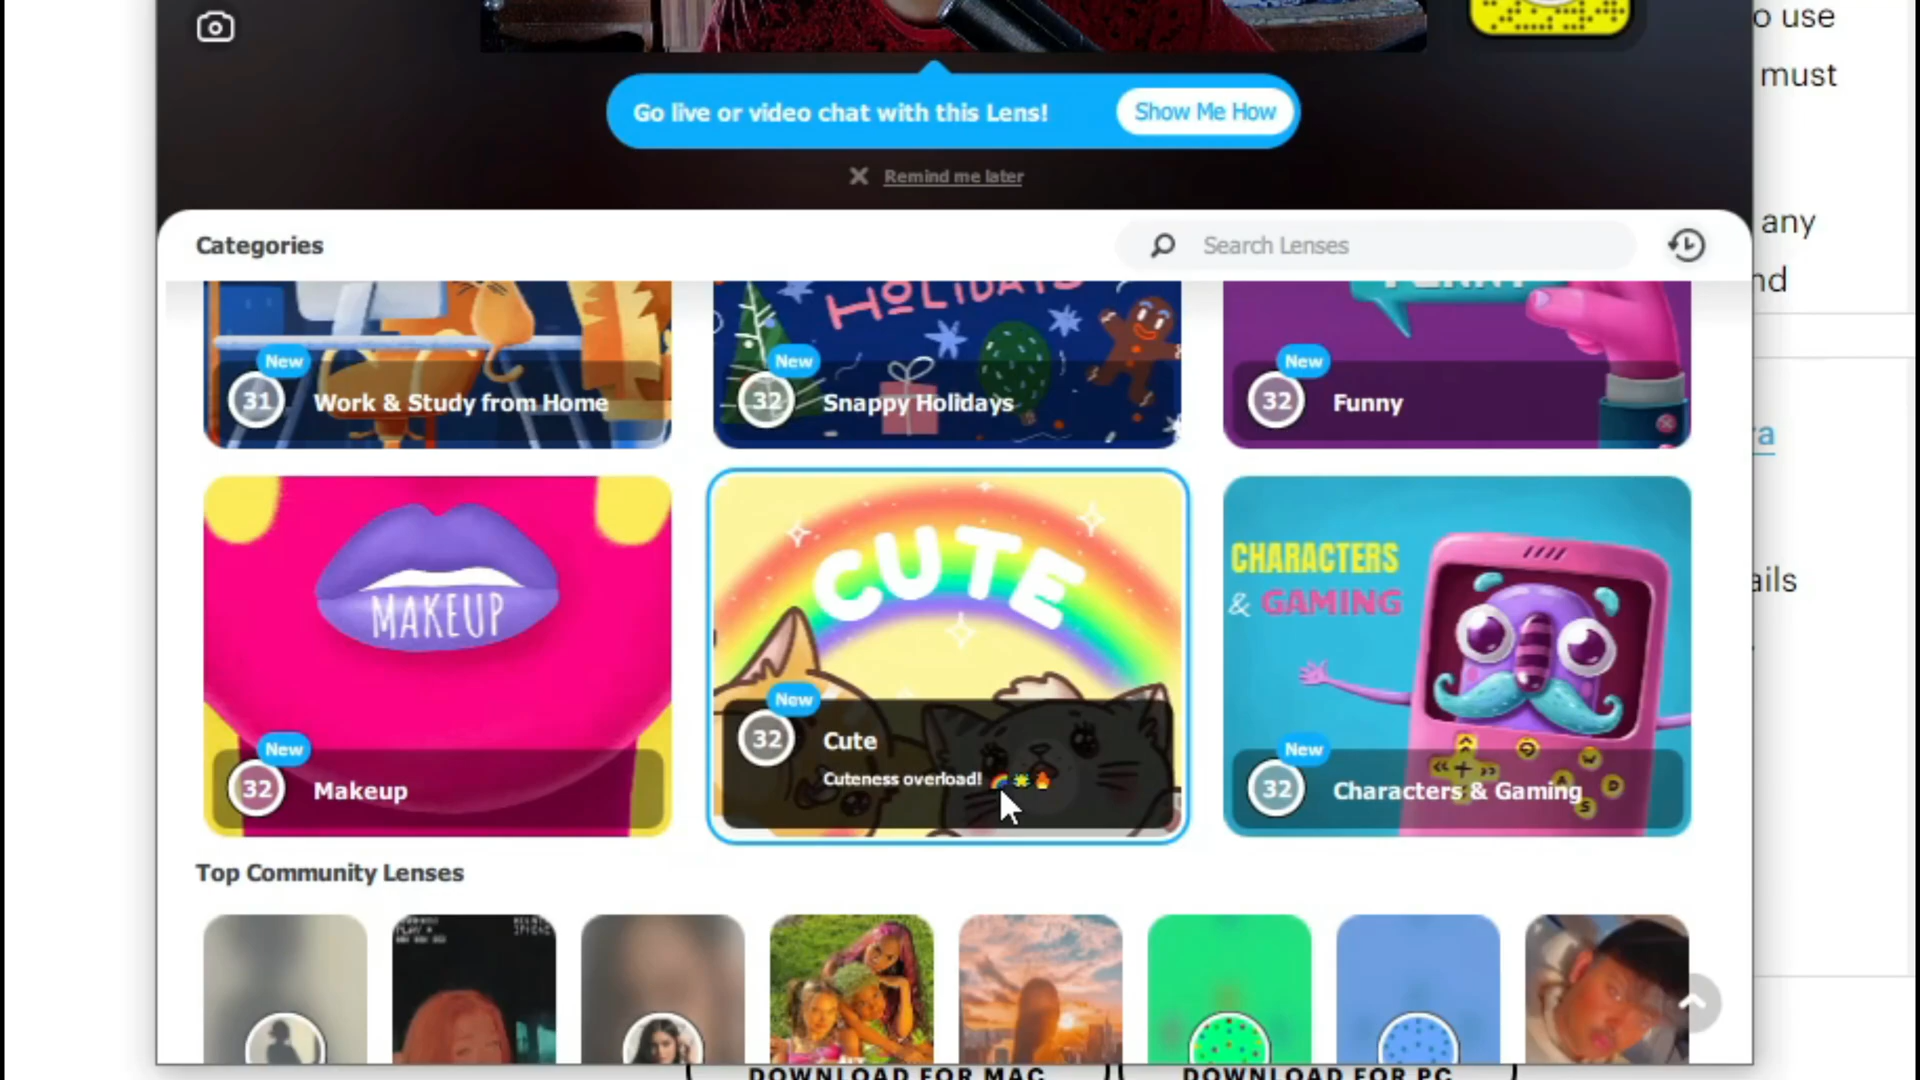 o use
must
Go live or video chat with this Lens!
Show Me How
Remind me later
any
nd
Categories
Search Lenses
HOLIDAYS
FUNNY
New
31
Work & Study from Home
New
32
Snappy Holidays
New
32
Funny
ra
MAKEUP
New
32
Makeup
CUTE
New
32
Cute
Cuteness overload! 🌈🌟🔥
CHARACTERS
& GAMING
W
D
A
S
New
32
Characters & Gaming
ails
Top Community Lenses
DOWNLOAD FOR MAC
DOWNLOAD FOR PC